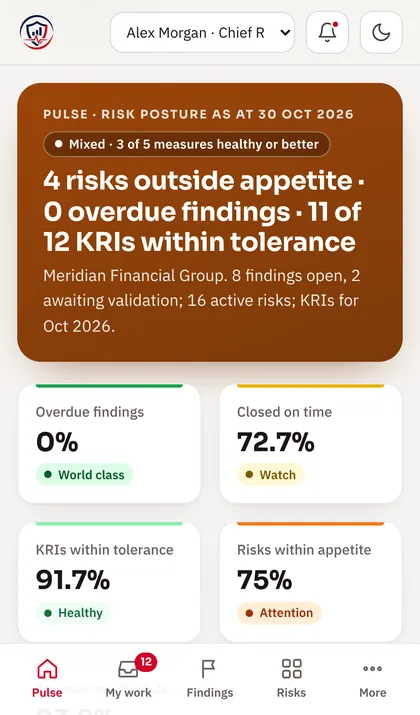 Alex Morgan · Chief R
PULSE · RISK POSTURE AS AT 30 OCT 2026
Mixed · 3 of 5 measures healthy or better
4 risks outside appetite ·
0 overdue findings · 11 of
12 KRIs within tolerance
Meridian Financial Group. 8 findings open, 2
awaiting validation; 16 active risks; KRIs for
Oct 2026.
Overdue findings
0%
World class
Closed on time
72.7%
Watch
KRIs within tolerance
91.7%
Healthy
Risks within appetite
75%
Attention
12
Pulse
My work
Findings
Risks
More